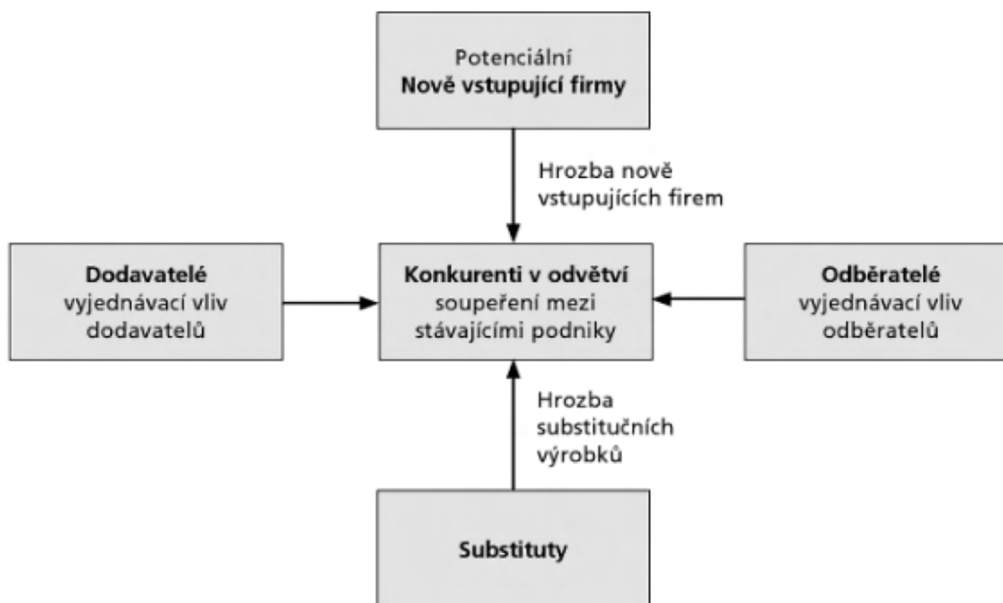 Potenciální
Nově vstupující firmy
Hrozba nově
vstupujících firem
Dodavatelé
vyjednávací vliv
dodavatelů
Konkurenti v odvětví
soupeření mezi
stávajícími podniky
Odběratelé
vyjednávací vliv
odběratelů
Hrozba
substitučních
výrobků
Substituty